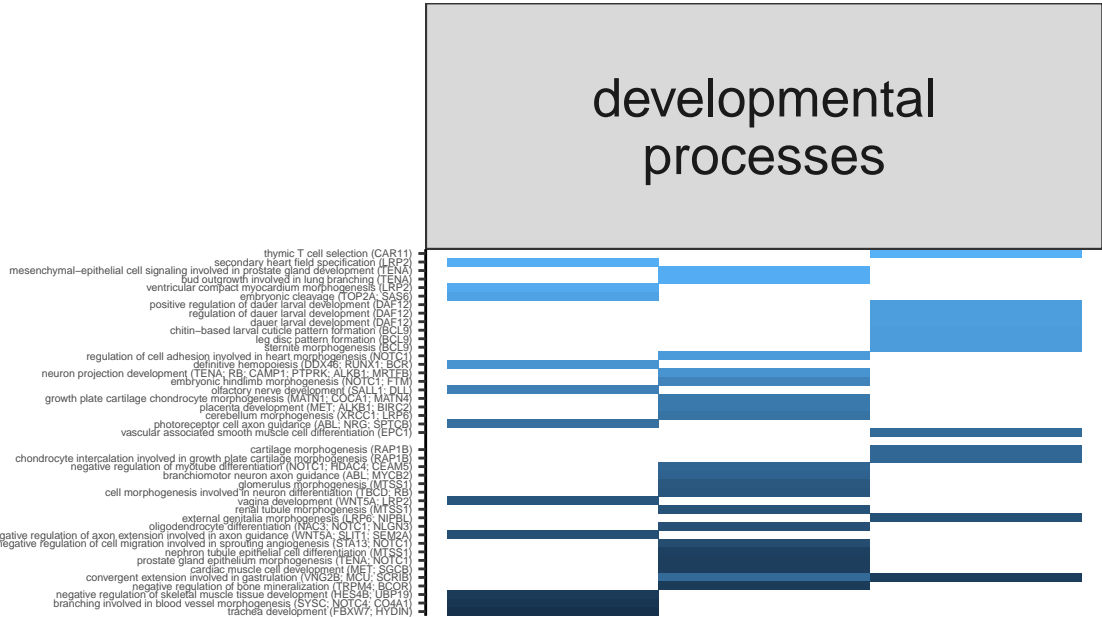 developmental
processes
thymic T cell selection (CAR11)
secondary heart field specification (LRP2)
mesenchymal–epithelial cell signaling involved in prostate gland development (TENA)
bud outgrowth involved in lung branching (TENA)
ventricular compact myocardium morphogenesis (LRP2)
embryonic cleavage (TOP2A; SAS6)
positive regulation of dauer larval development (DAF12)
regulation of dauer larval development (DAF12)
dauer larval development (DAF12)
chitin–based larval cuticle pattern formation (BCL9)
leg disc pattern formation (BCL9)
sternite morphogenesis (BCL9)
regulation of cell adhesion involved in heart morphogenesis (NOTC1)
definitive hemopoiesis (DDX46; RUNX1; BCR)
neuron projection development (TENA; RB; CAMP1; PTPRK; ALKB1; MRTFB)
embryonic hindlimb morphogenesis (NOTC1; FTM)
olfactory nerve development (SALL1; DLL)
growth plate cartilage chondrocyte morphogenesis (MATN1; COCA1; MATN4)
placenta development (MET; ALKB1; BIRC2)
cerebellum morphogenesis (XRCC1; LRP6)
photoreceptor cell axon guidance (ABL; NRG; SPTCB)
vascular associated smooth muscle cell differentiation (EPC1)
cartilage morphogenesis (RAP1B)
chondrocyte intercalation involved in growth plate cartilage morphogenesis (RAP1B)
negative regulation of myotube differentiation (NOTC1; HDAC4; CEAM5)
branchiomotor neuron axon guidance (ABL; MYCB2)
glomerulus morphogenesis (MTSS1)
cell morphogenesis involved in neuron differentiation (TBCD; RB)
vagina development (WNT5A; LRP2)
renal tubule morphogenesis (MTSS1)
external genitalia morphogenesis (LRP6; NIPBL)
oligodendrocyte differentiation (NAC3; NOTC1; NLGN3)
gative regulation of axon extension involved in axon guidance (WNT5A; SLIT1; SEM2A)
negative regulation of cell migration involved in sprouting angiogenesis (STA13; NOTC1)
nephron tubule epithelial cell differentiation (MTSS1)
prostate gland epithelium morphogenesis (TENA; NOTC1)
cardiac muscle cell development (MET; SGCB)
convergent extension involved in gastrulation (VNG2B; MCU; SCRIB)
negative regulation of bone mineralization (TRPM4; BCOR)
negative regulation of skeletal muscle tissue development (HES4B; UBP19)
branching involved in blood vessel morphogenesis (SYSC; NOTC4; CO4A1)
trachea development (FBXW7; HYDIN)